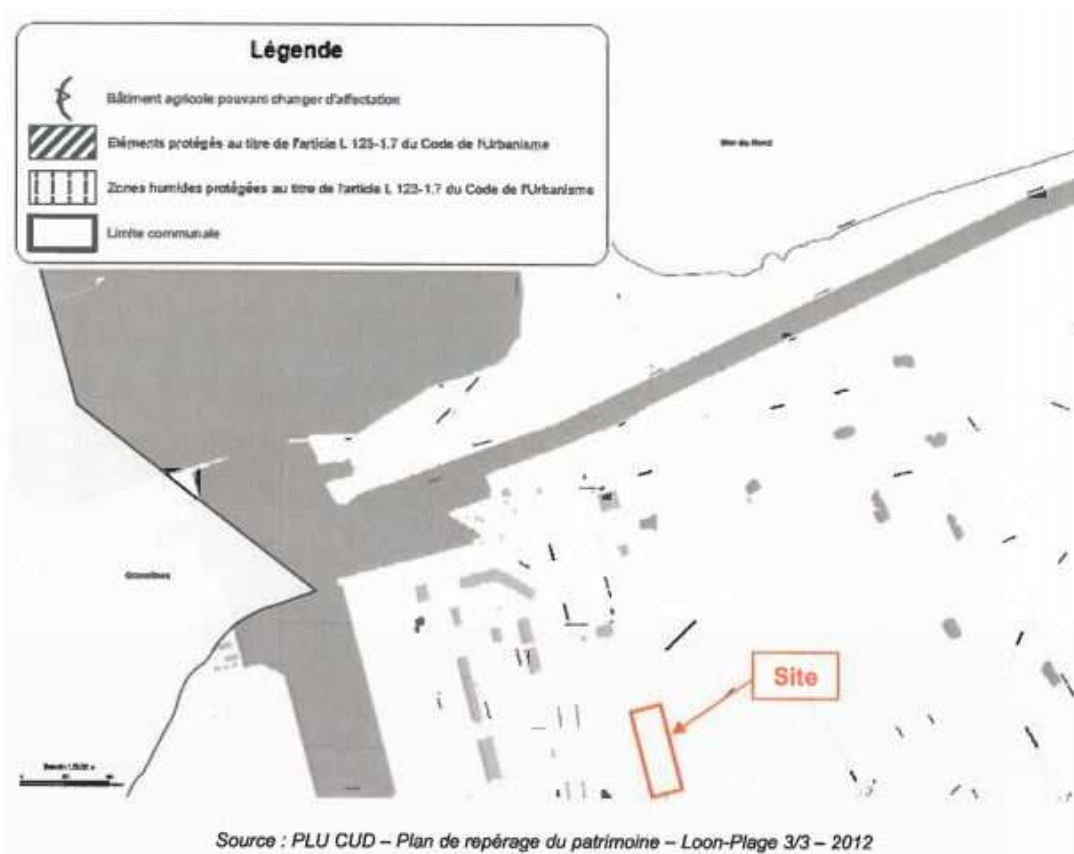 Légende
Bâtiment agricole pouvant changer d'affectation
Eléments protégés au titre de l'article L 123-1.7 du Code de l'Urbanisme
Zones humides protégées au titre de l'article L 123-1.7 du Code de l'Urbanisme
Limite communale
Mer du Nord
Gravelines
Site
Source : PLU CUD – Plan de repérage du patrimoine – Loon-Plage 3/3 – 2012